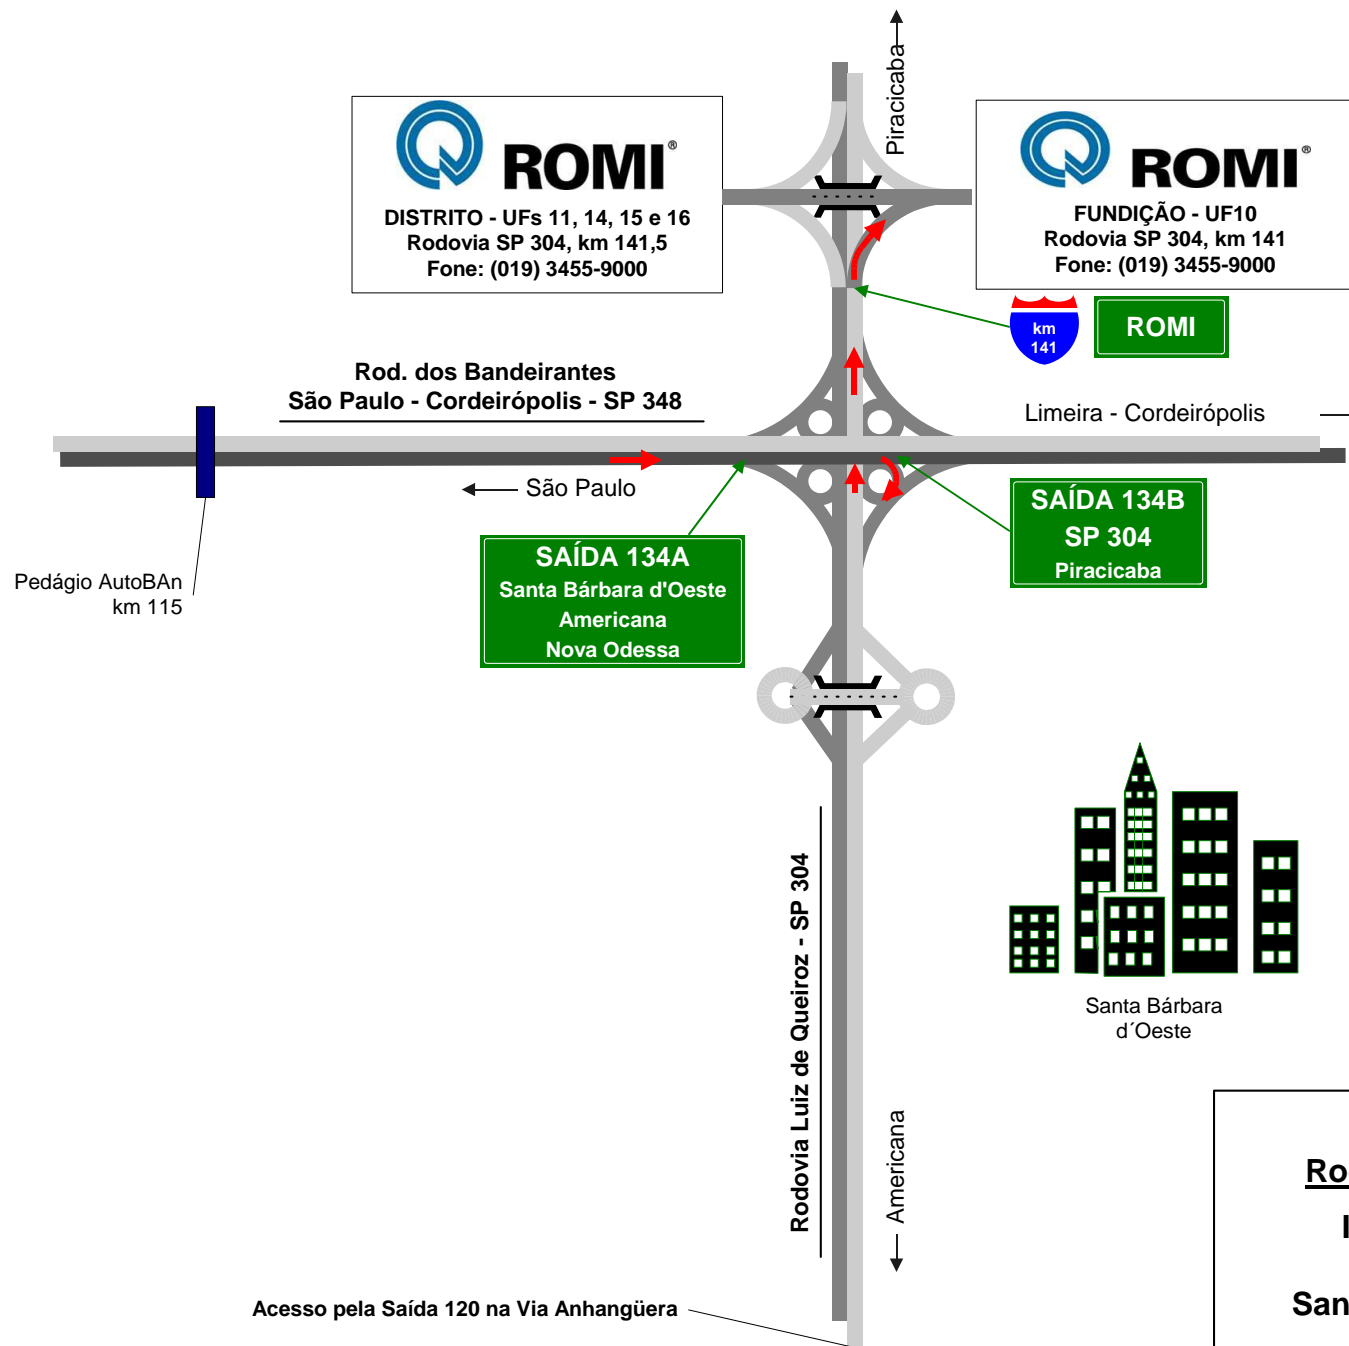 Piracicaba
ROMI®
DISTRITO - UFs 11, 14, 15 e 16
Rodovia SP 304, km 141,5
Fone: (019) 3455-9000
ROMI®
FUNDIÇÃO - UF10
Rodovia SP 304, km 141
Fone: (019) 3455-9000
km
141
ROMI
Rod. dos Bandeirantes
São Paulo - Cordeirópolis - SP 348
Limeira - Cordeirópolis
São Paulo
SAÍDA 134A
Santa Bárbara d'Oeste
Americana
Nova Odessa
SAÍDA 134B
SP 304
Piracicaba
Pedágio AutoBAn
km 115
Rodovia Luiz de Queiroz - SP 304
Santa Bárbara
d´Oeste
Americana
Acesso pela Saída 120 na Via Anhangüera